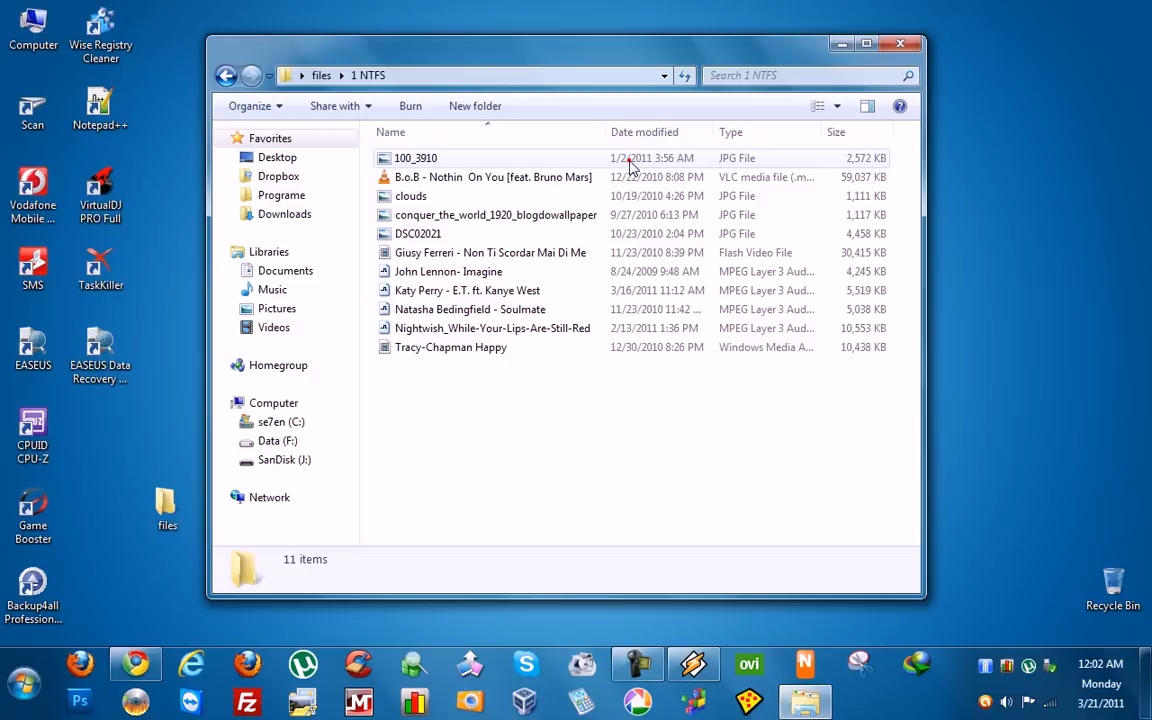 Computer
Wise Registry
Cleaner
Scan
Notepad++
Vodafone
Mobile ...
VirtualDJ
PRO Full
SMS
TaskKiller
EASEUS
EASEUS Data
Recovery ...
CPUID
CPU-Z
Game
Booster
files
Backup4all
Profession...
files
1 NTFS
Search 1 NTFS
Organize
Share with
Burn
New folder
Favorites
Desktop
Dropbox
Programe
Downloads
Libraries
Documents
Music
Pictures
Videos
Homegroup
Computer
se7en (C:)
Data (F:)
SanDisk (J:)
Network
Name Date modified Type Size
100_3910 1/2/2011 3:56 AM JPG File 2,572 KB
B.o.B - Nothin On You [feat. Bruno Mars] 12/22/2010 8:08 PM VLC media file (.m... 59,037 KB
clouds 10/19/2010 4:26 PM JPG File 1,111 KB
conquer_the_world_1920_blogdowallpaper 9/27/2010 6:13 PM JPG File 1,117 KB
DSC02021 10/23/2010 2:04 PM JPG File 4,458 KB
Giusy Ferreri - Non Ti Scordar Mai Di Me 11/23/2010 8:39 PM Flash Video File 30,415 KB
John Lennon- Imagine 8/24/2009 9:48 AM MPEG Layer 3 Aud... 4,245 KB
Katy Perry - E.T. ft. Kanye West 3/16/2011 11:12 AM MPEG Layer 3 Aud... 5,519 KB
Natasha Bedingfield - Soulmate 11/23/2010 11:42 ... MPEG Layer 3 Aud... 5,038 KB
Nightwish_While-Your-Lips-Are-Still-Red 2/13/2011 1:36 PM MPEG Layer 3 Aud... 10,553 KB
Tracy-Chapman Happy 12/30/2010 8:26 PM Windows Media A... 10,438 KB
11 items
Recycle Bin
ovi
N
Ps
FZ
M
12:02 AM
Monday
3/21/2011